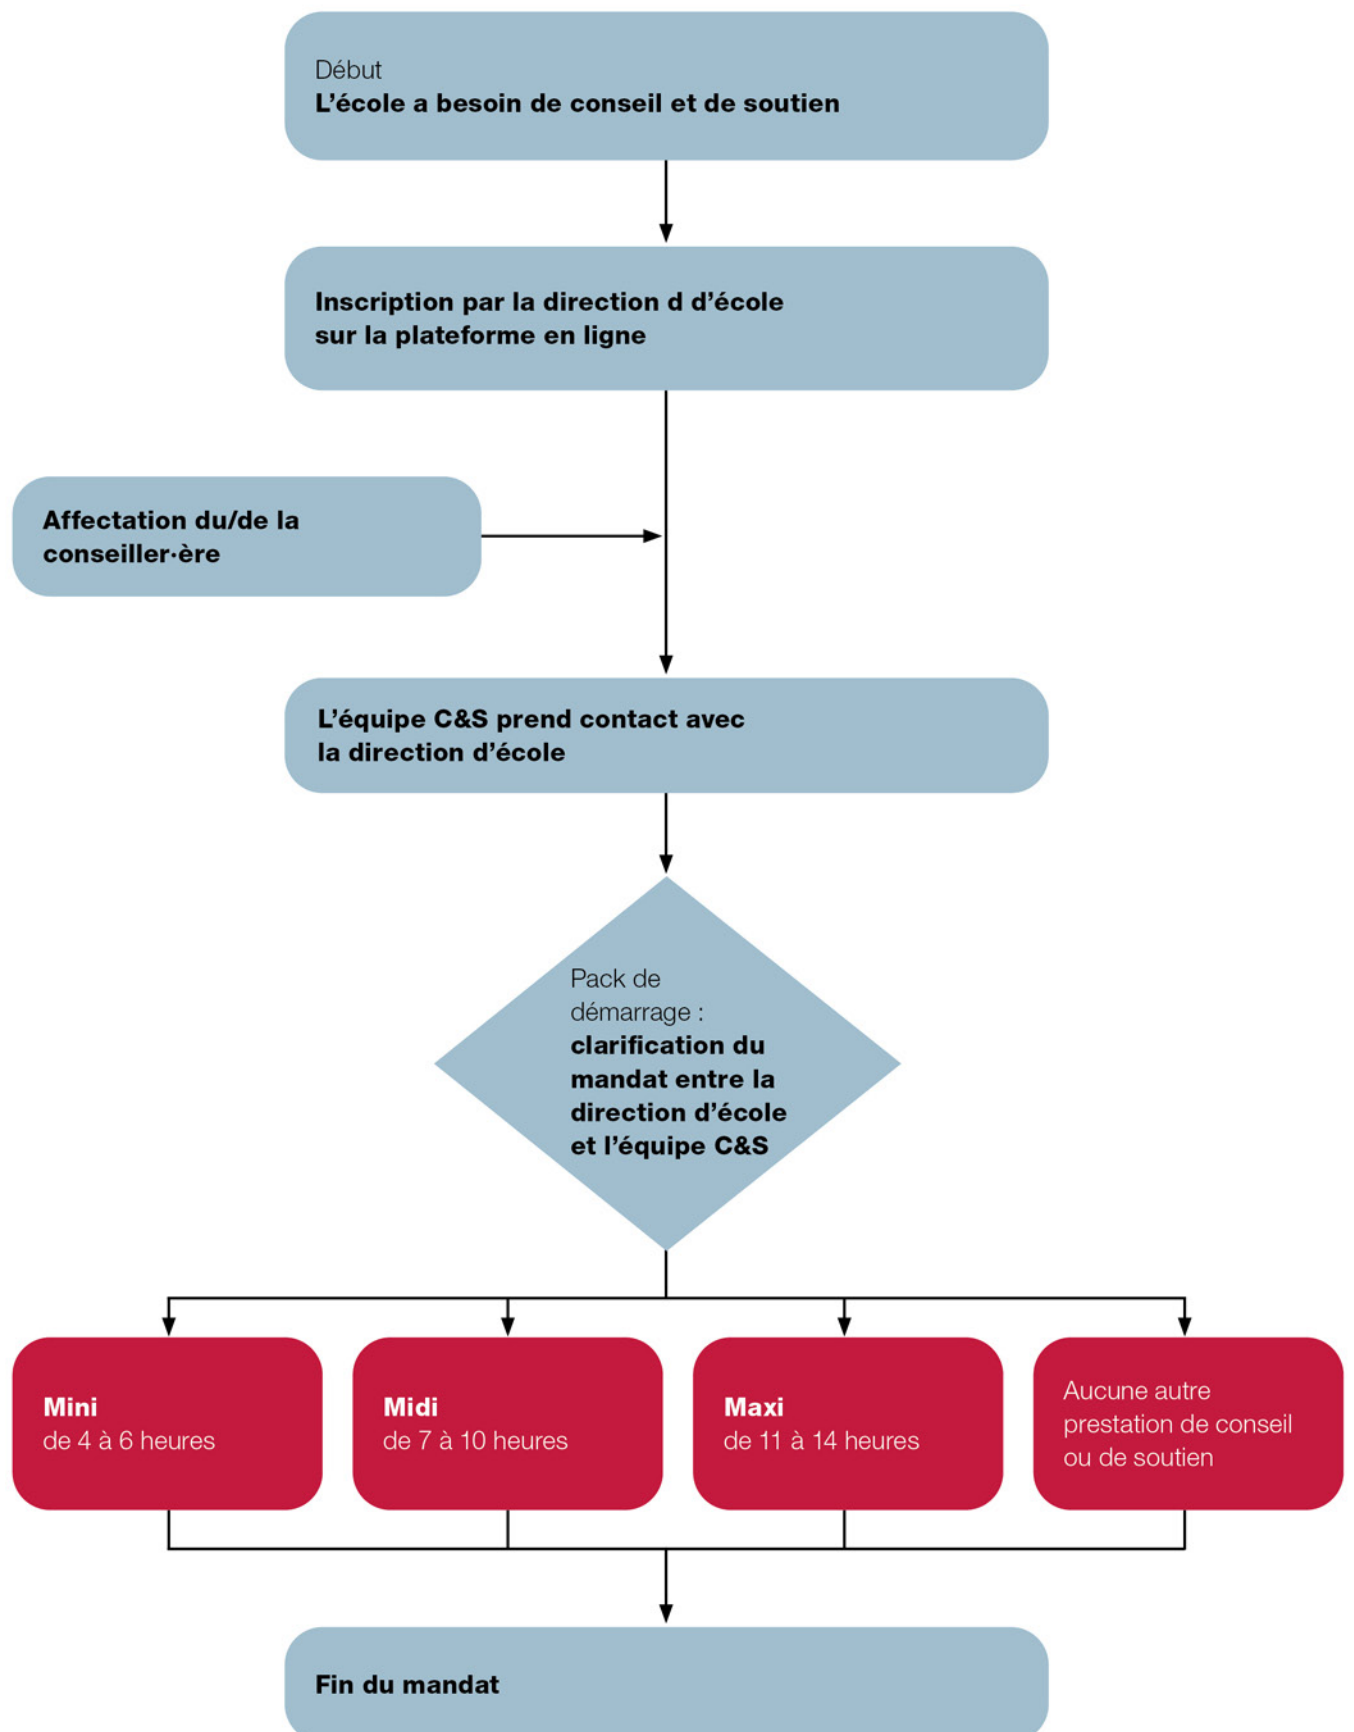 Début
L’école a besoin de conseil et de soutien
Inscription par la direction d d’école
sur la plateforme en ligne
Affectation du/de la
conseiller·ère
L’équipe C&S prend contact avec
la direction d’école
Pack de
démarrage :
clarification du
mandat entre la
direction d’école
et l’équipe C&S
Mini
de 4 à 6 heures
Midi
de 7 à 10 heures
Maxi
de 11 à 14 heures
Aucune autre
prestation de conseil
ou de soutien
Fin du mandat